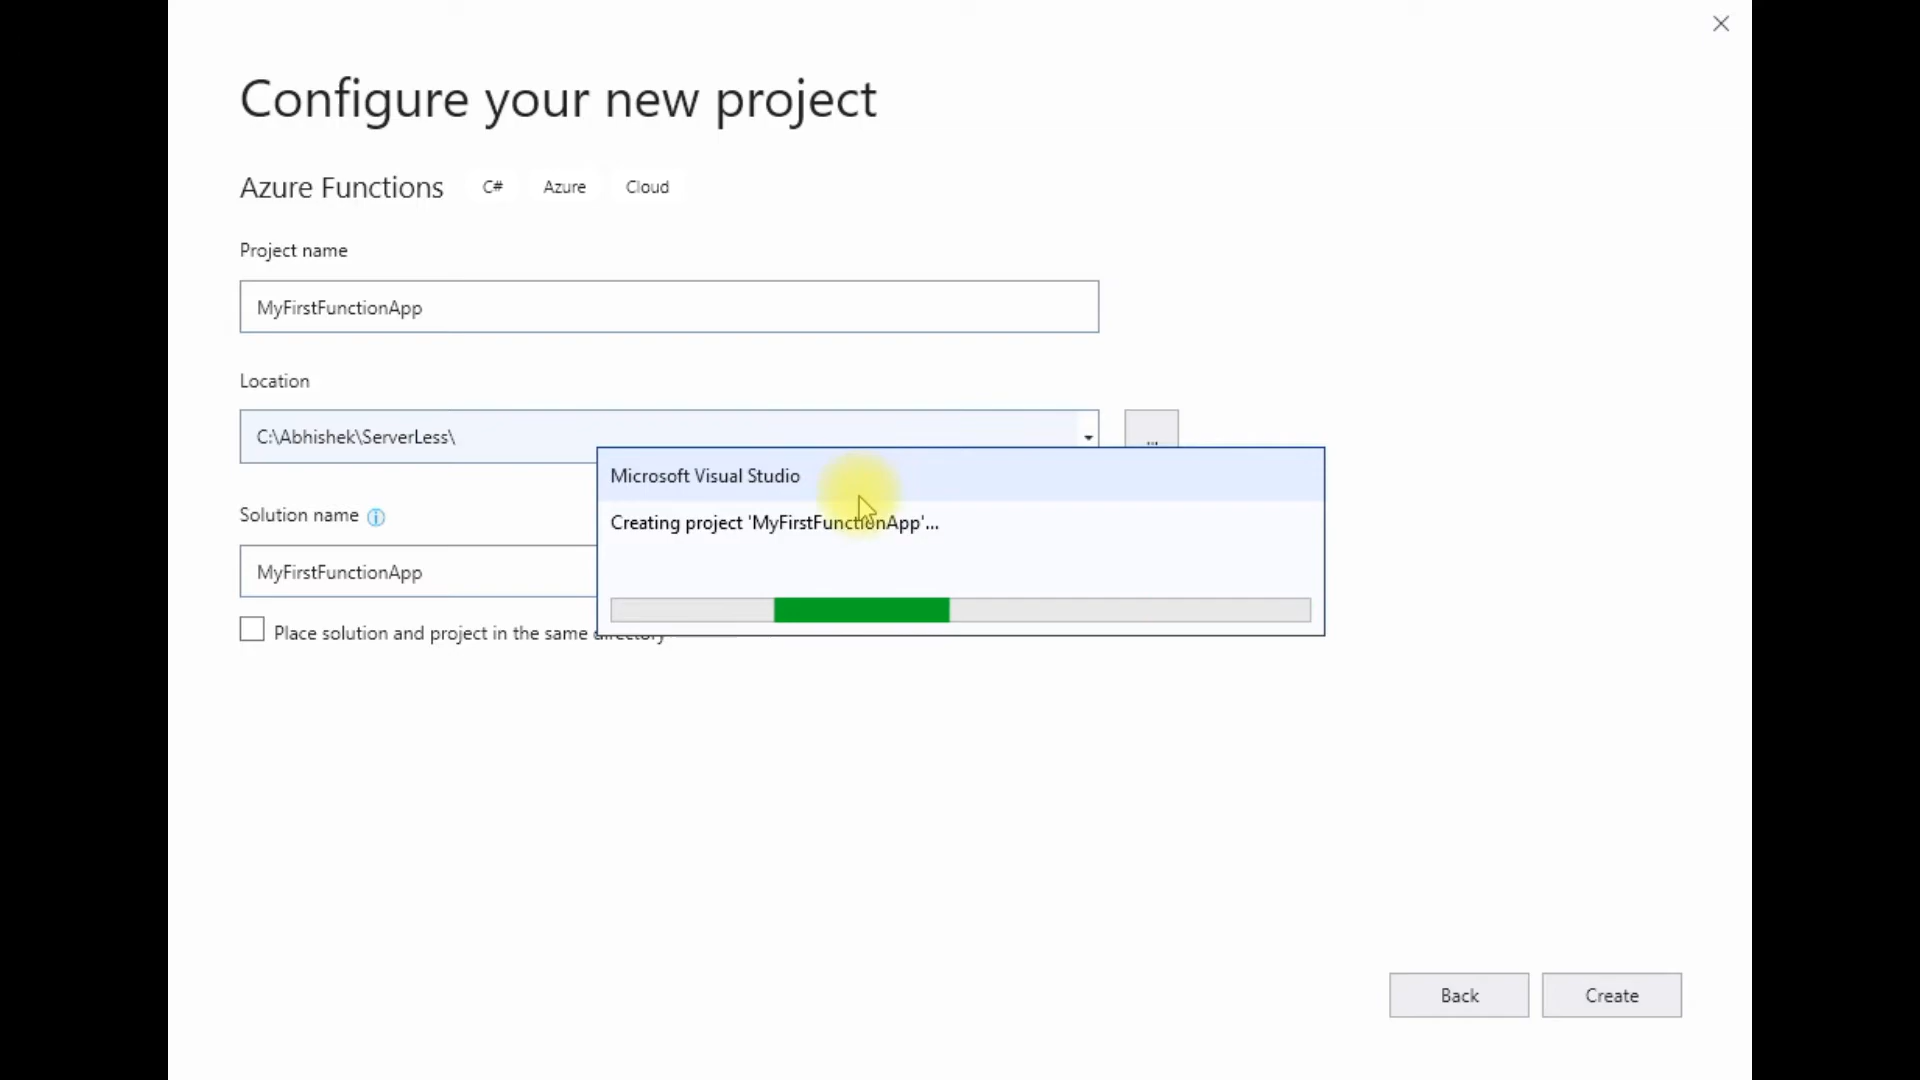 Configure your new project
Azure Functions C# Azure Cloud
Project name
MyFirstFunctionApp
Location
C:\Abhishek\ServerLess\
...
Microsoft Visual Studio
Creating project 'MyFirstFunctionApp'...
Solution name
MyFirstFunctionApp
Place solution and project in the same directory
Back Create